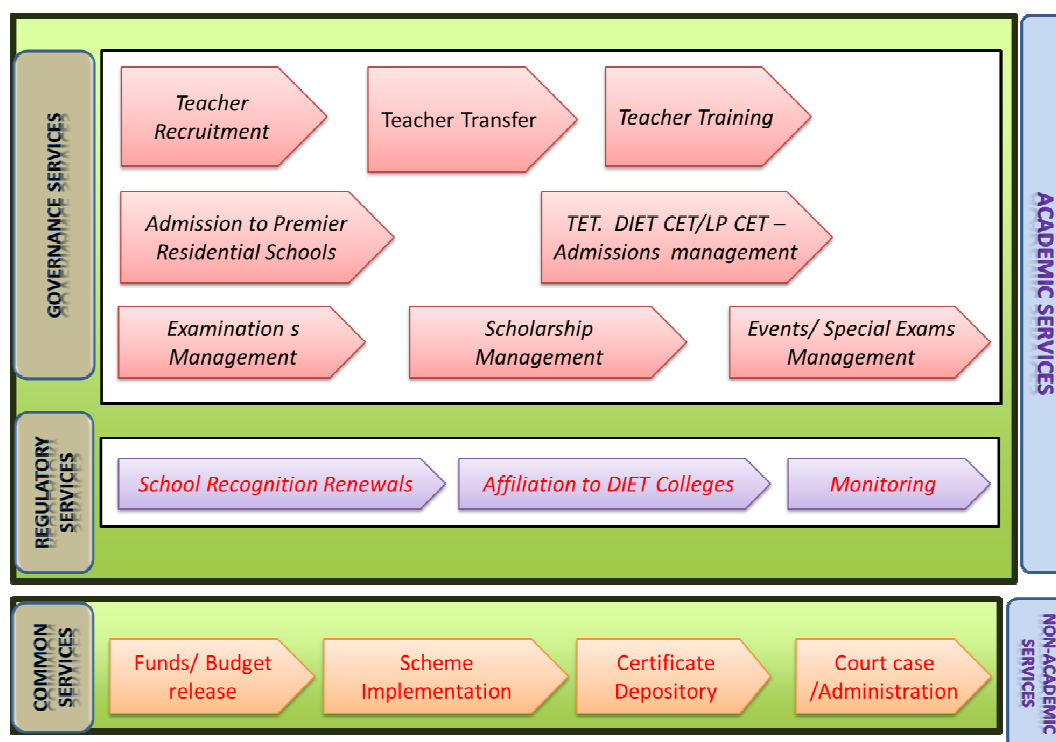 GOVERNANCE SERVICES
Teacher
Recruitment
Teacher Transfer
Teacher Training
Admission to Premier
Residential Schools
TET. DIET CET/LP CET –
Admissions management
Examination s
Management
Scholarship
Management
Events/ Special Exams
Management
REGULATORY
SERVICES
School Recognition Renewals
Affiliation to DIET Colleges
Monitoring
ACADEMIC SERVICES
COMMON
SERVICES
Funds/ Budget
release
Scheme
Implementation
Certificate
Depository
Court case
/Administration
NON-ACADEMIC
SERVICES